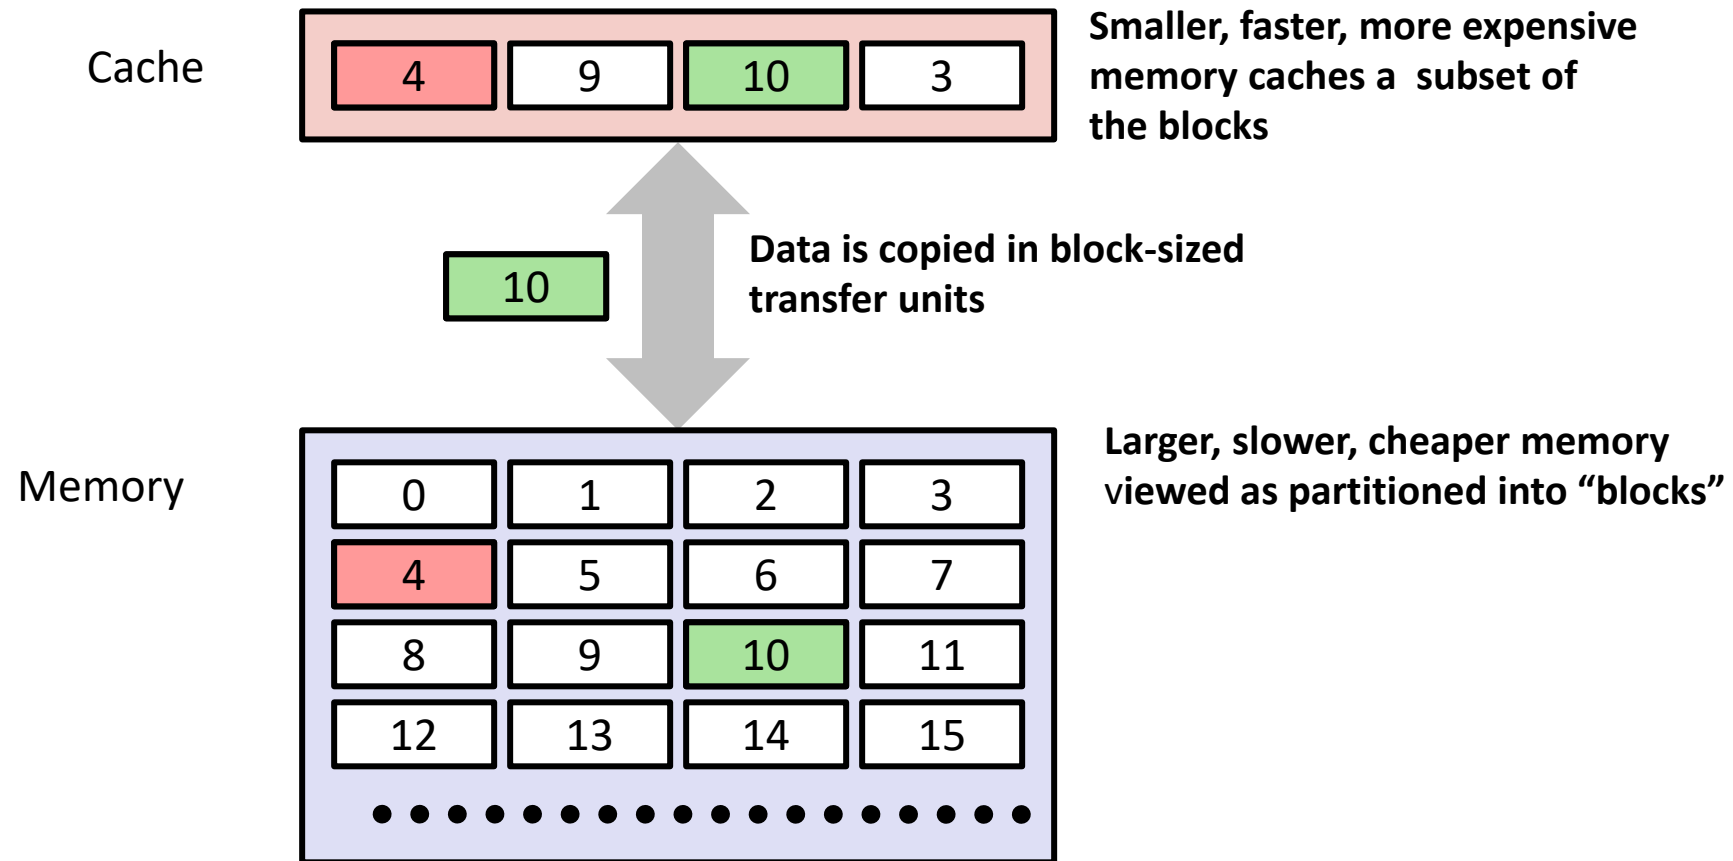 Cache
4 9 10 3
Smaller, faster, more expensive
memory caches a  subset of
the blocks
10
Data is copied in block-sized
transfer units
Memory
0 1 2 3
4 5 6 7
8 9 10 11
12 13 14 15
Larger, slower, cheaper memory
viewed as partitioned into “blocks”